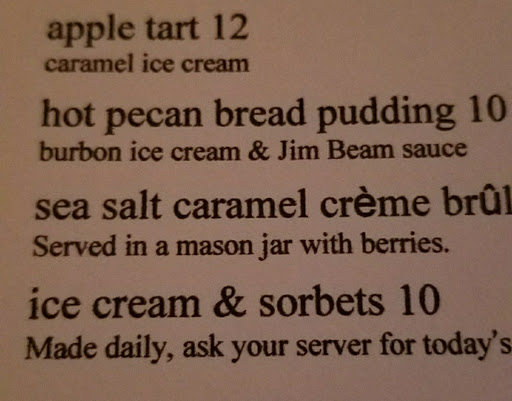 apple tart 12
caramel ice cream
hot pecan bread pudding 10
burbon ice cream & Jim Beam sauce
sea salt caramel crème brûl
Served in a mason jar with berries.
ice cream & sorbets 10
Made daily, ask your server for today's